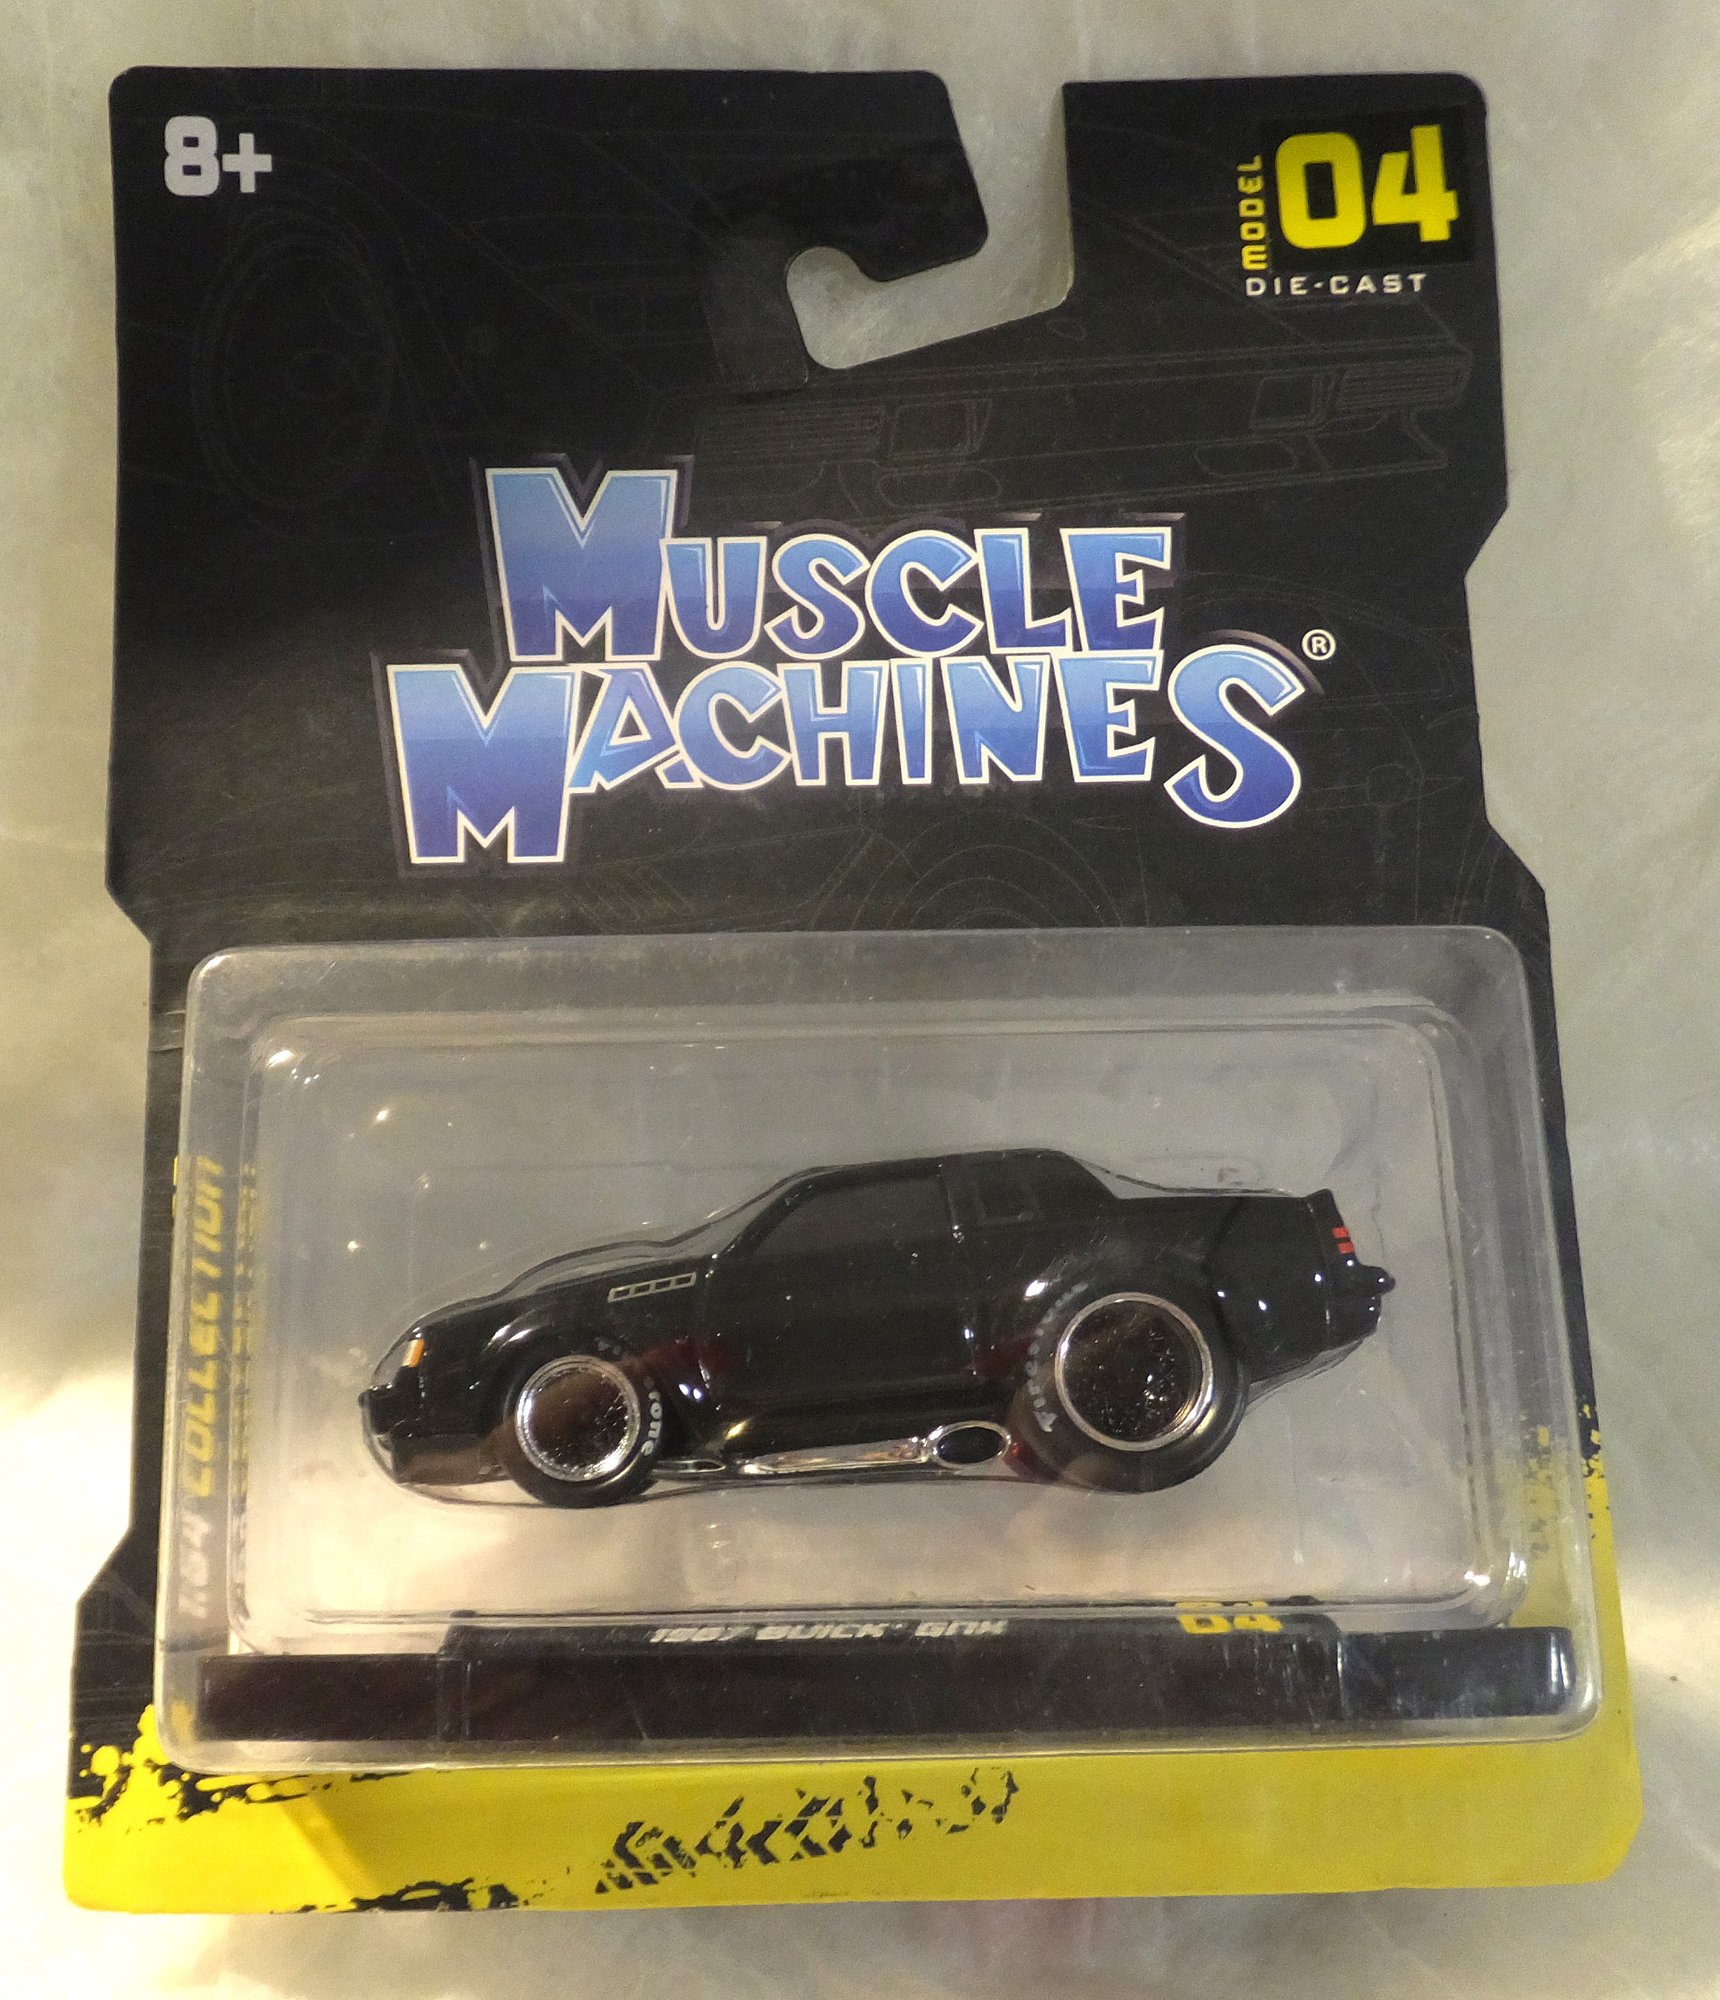 8+
MODEL 04
DIE-CAST
MUSCLE
MACHINES®
1:64 COLLECTION
1987 BUICK® GNX
04